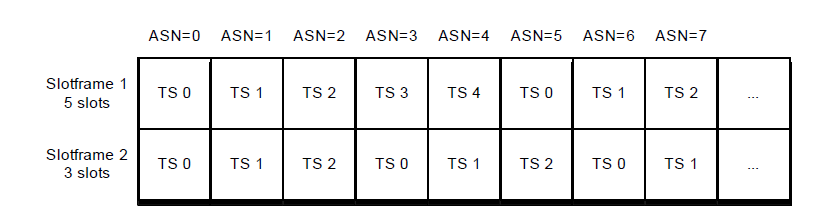 ASN=0 ASN=1 ASN=2 ASN=3 ASN=4 ASN=5 ASN=6 ASN=7
Slotframe 1
5 slots
TS 0 TS 1 TS 2 TS 3 TS 4 TS 0 TS 1 TS 2 ...
Slotframe 2
3 slots
TS 0 TS 1 TS 2 TS 0 TS 1 TS 2 TS 0 TS 1 ...